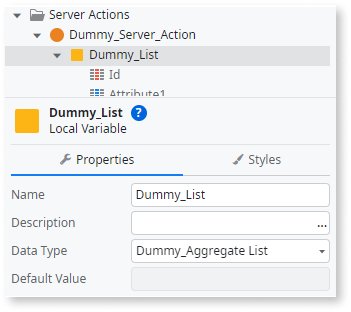 Server Actions
Dummy_Server_Action
Dummy_List
Id
Attribute1
Dummy_List ?
Local Variable
Properties Styles
Name Dummy_List
Description ...
Data Type Dummy_Aggregate List
Default Value